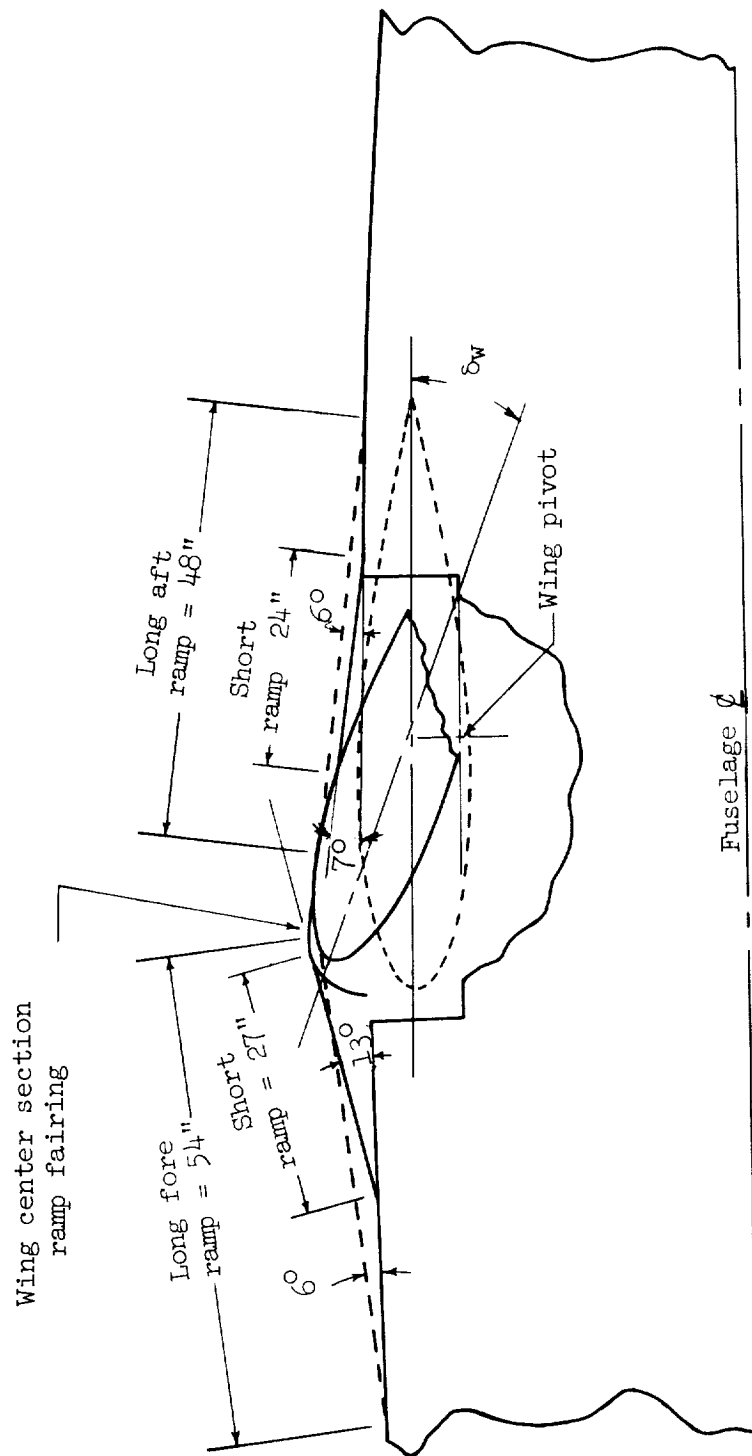 Wing center section
ramp fairing
Long fore
ramp = 54"
Short
ramp = 27"
Long aft
ramp = 48"
Short
ramp 24"
6°
13°
7°
6°
δw
Wing pivot
Fuselage ℄